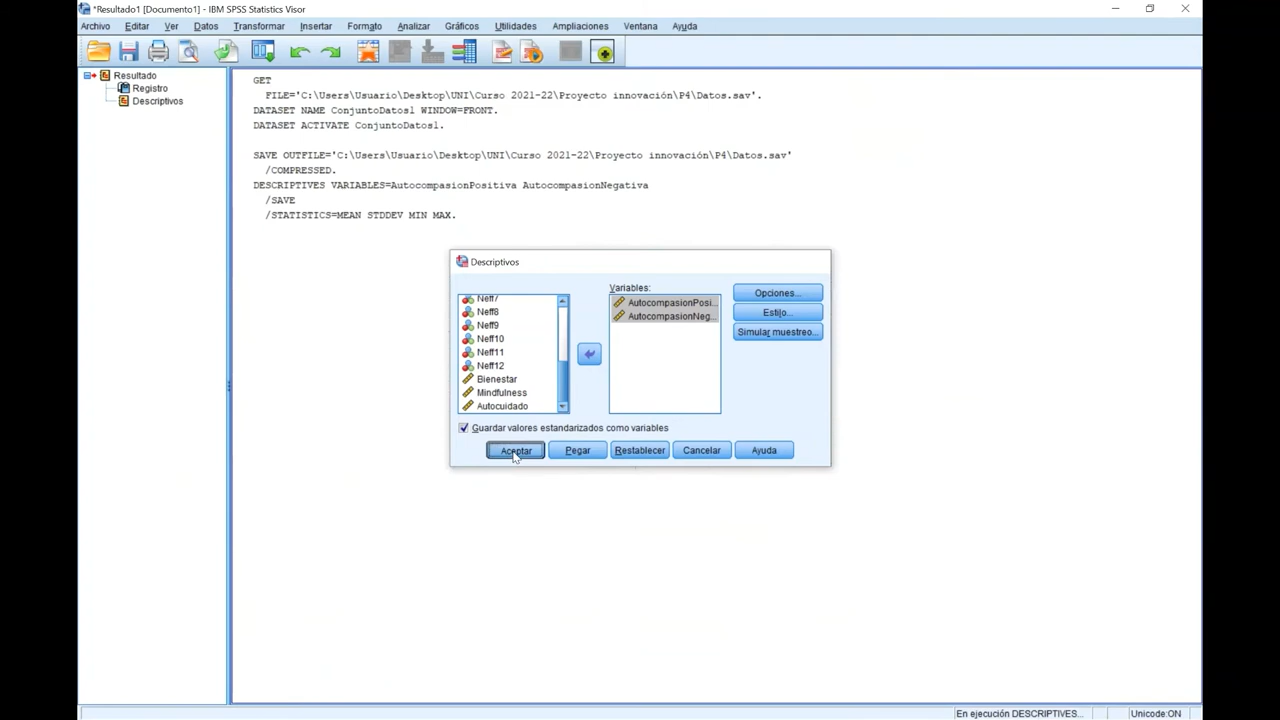 *Resultado1 [Documento1] - IBM SPSS Statistics Visor
Archivo Editar Ver Datos Transformar Insertar Formato Analizar Gráficos Utilidades Ampliaciones Ventana Ayuda
Resultado
Registro
Descriptivos
GET
FILE='C:\Users\Usuario\Desktop\UNI\Curso 2021-22\Proyecto innovación\P4\Datos.sav'.
DATASET NAME ConjuntoDatos1 WINDOW=FRONT.
DATASET ACTIVATE ConjuntoDatos1.
SAVE OUTFILE='C:\Users\Usuario\Desktop\UNI\Curso 2021-22\Proyecto innovación\P4\Datos.sav'
/COMPRESSED.
DESCRIPTIVES VARIABLES=AutocompasionPositiva AutocompasionNegativa
/SAVE
/STATISTICS=MEAN STDDEV MIN MAX.
Descriptivos
Variables:
Neff7
Neff8
Neff9
Neff10
Neff11
Neff12
Bienestar
Mindfulness
Autocuidado
AutocompasionPosi...
AutocompasionNeg...
Opciones...
Estilo...
Simular muestreo...
Guardar valores estandarizados como variables
Aceptar Pegar Restablecer Cancelar Ayuda
En ejecución DESCRIPTIVES... Unicode:ON